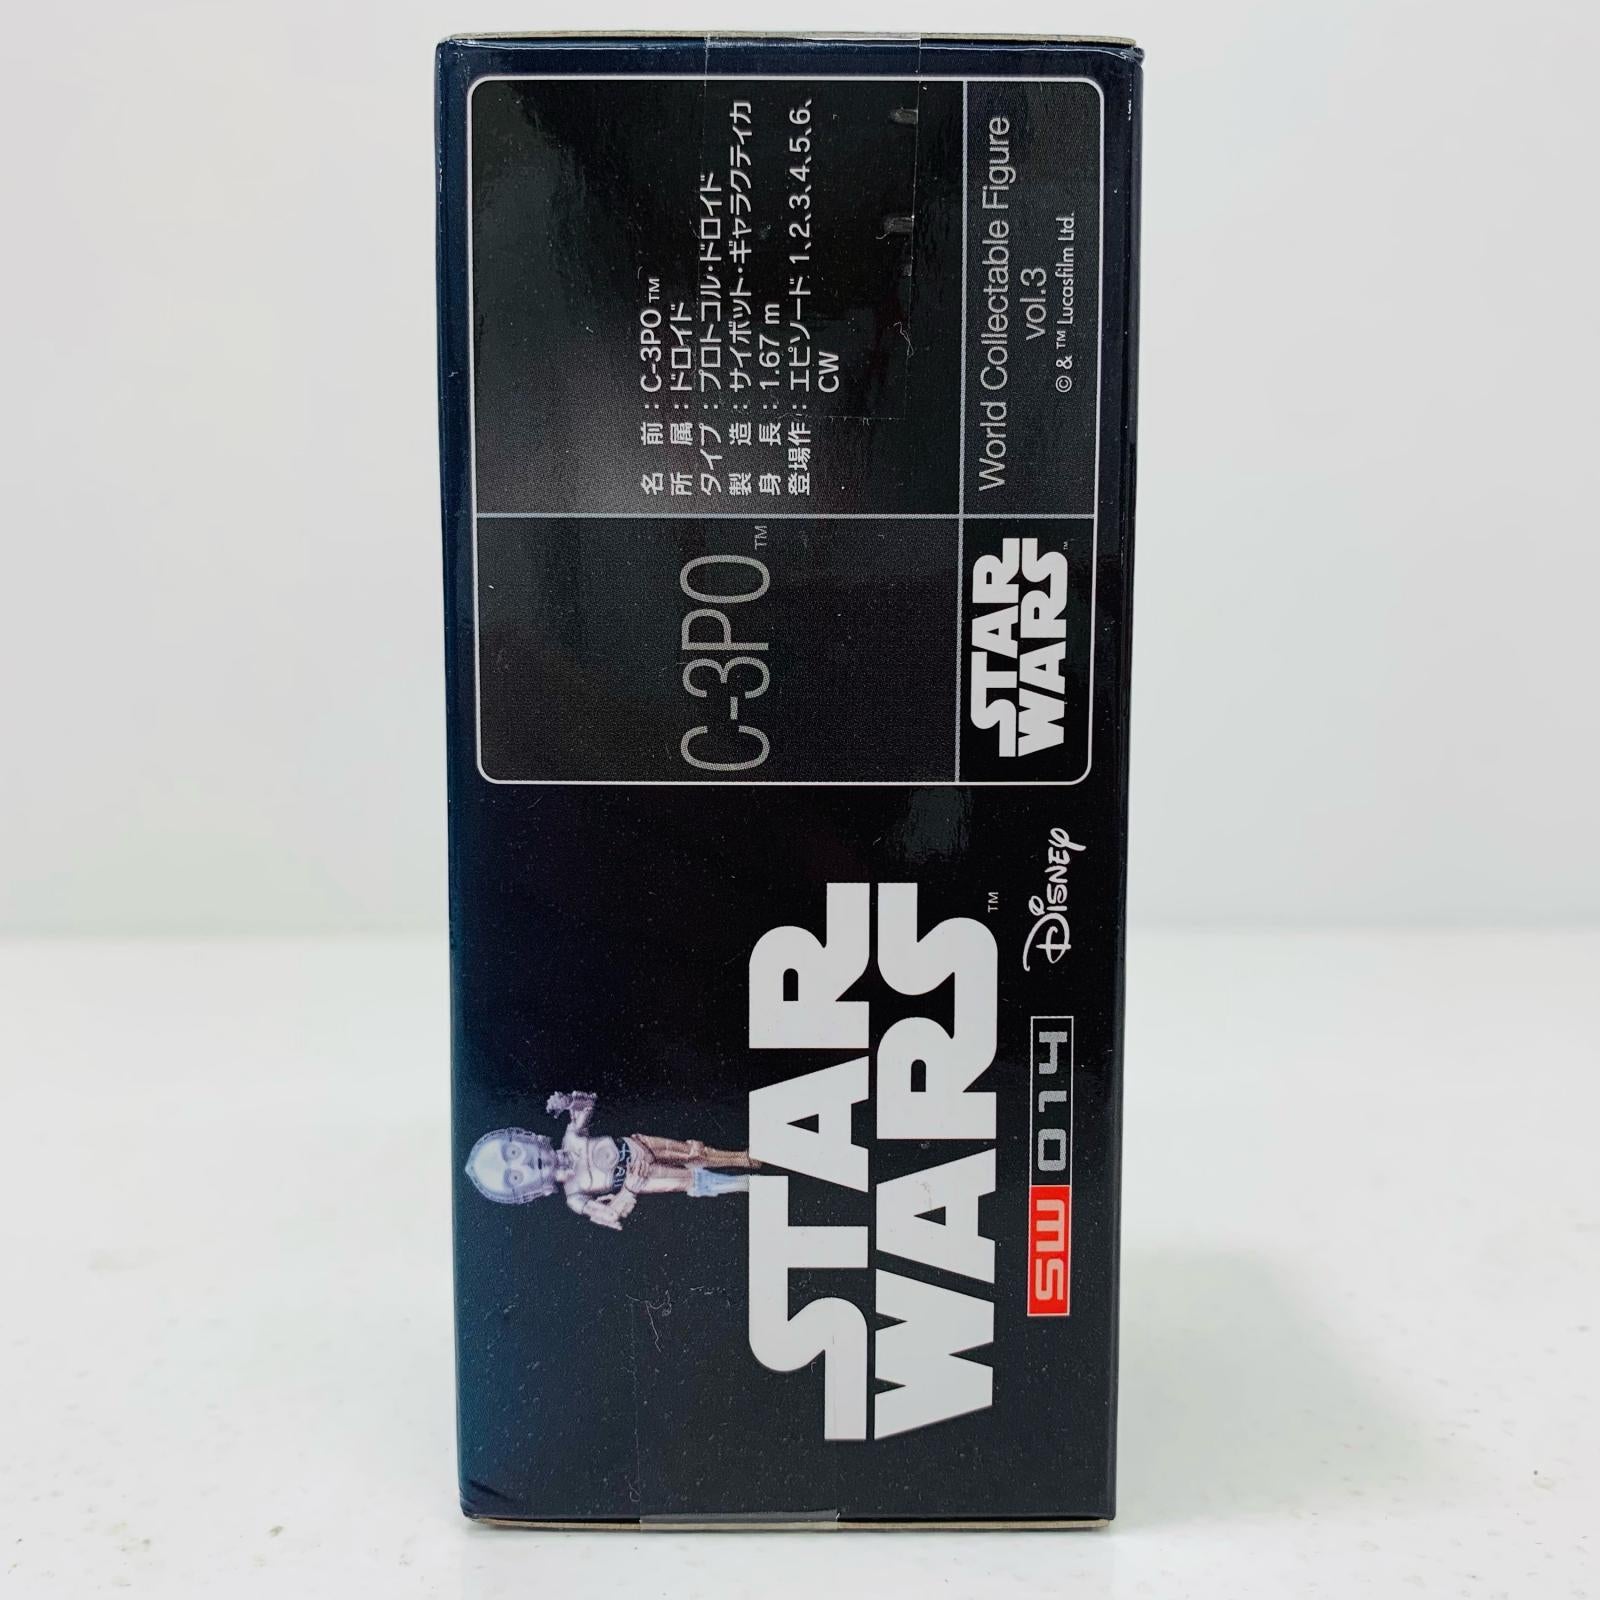 STAR
WARS™
SW 014 Disney
C-3PO™
名　前：C-3PO™
所　属：ドロイド
タイプ：プロトコル・ドロイド
製　造：サイボット・ギャラクティカ
身　長：1.67 m
登場作：エピソード 1、2、3、4、5、6、
CW
STAR
WARS™
World Collectable Figure
vol.3
© & ™ Lucasfilm Ltd.